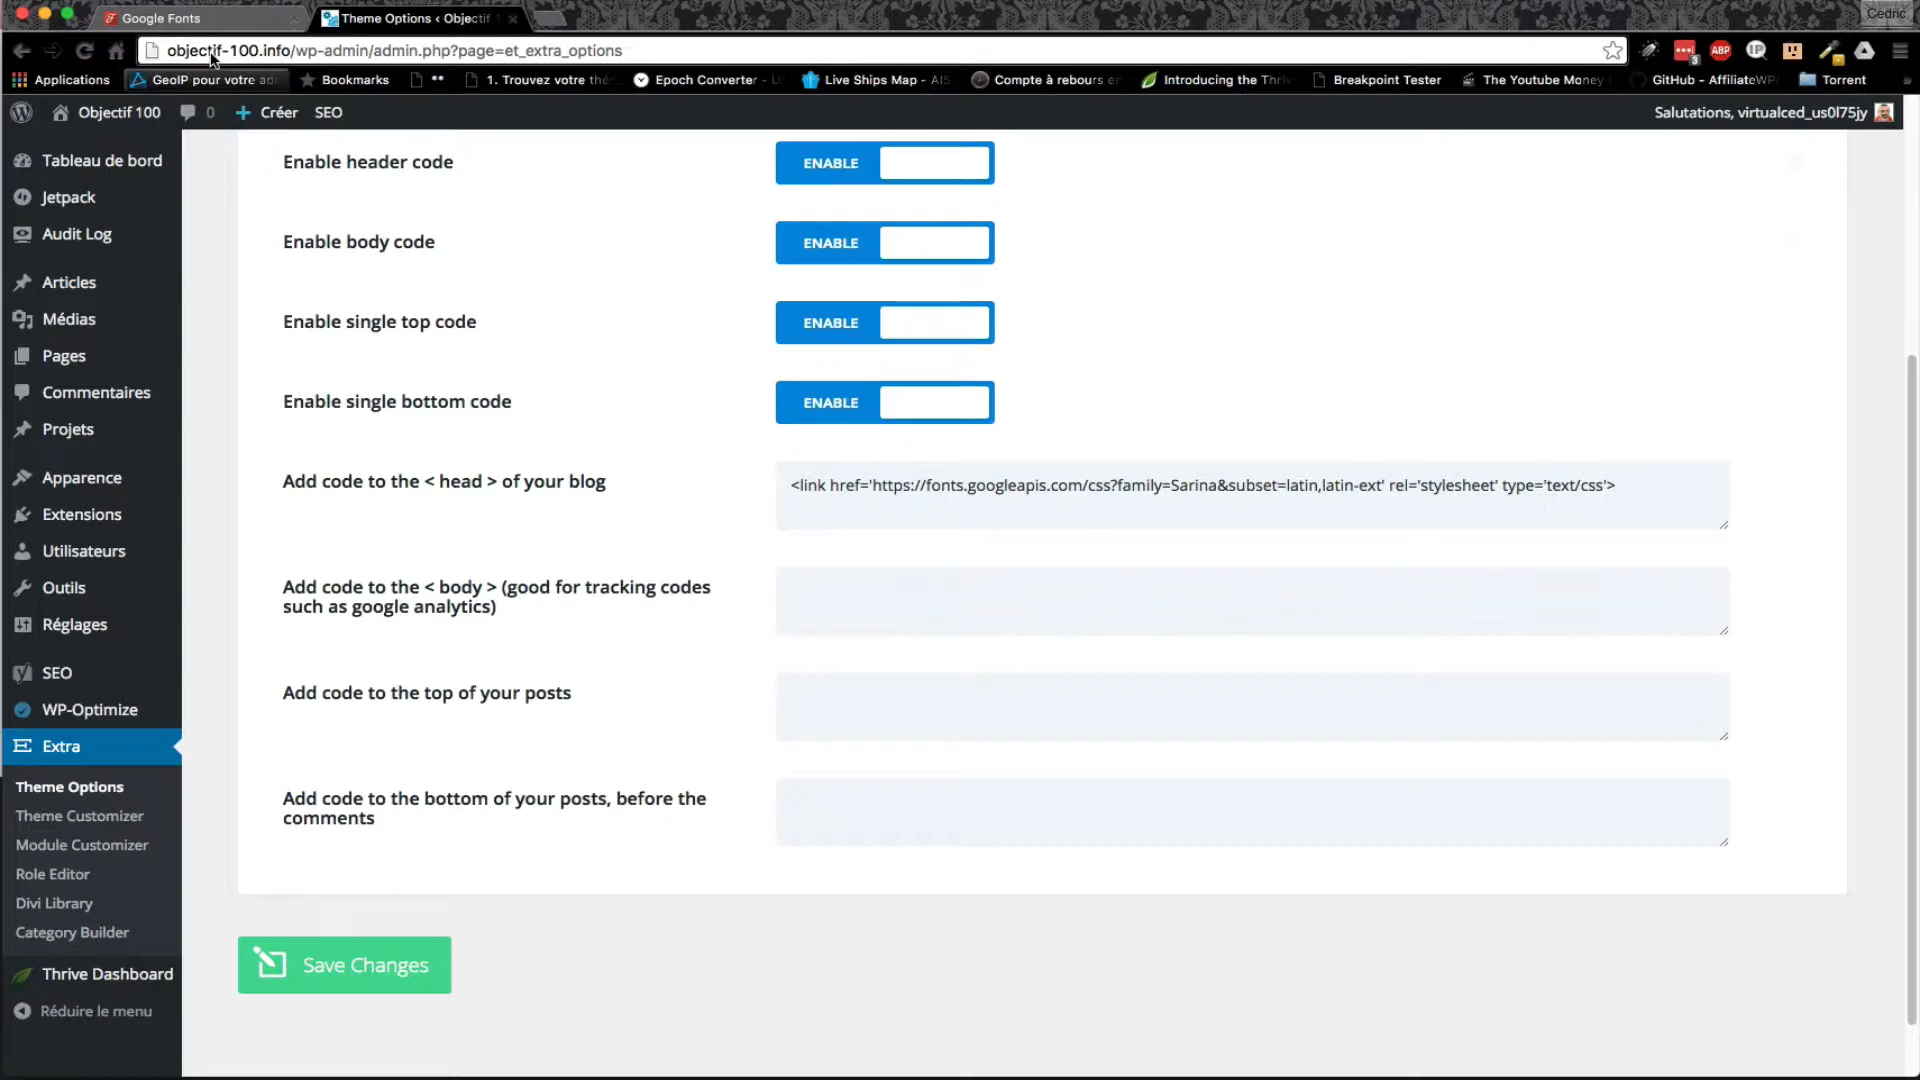 Google Fonts
Theme Options ‹ Objectif
Cedric
objectif-100.info/wp-admin/admin.php?page=et_extra_options
Applications
GeoIP pour votre
Bookmarks
**
1. Trouvez votre
Epoch Converter -
Live Ships Map - AIS
Compte à rebours
Introducing the
Breakpoint Tester
The Youtube Money
GitHub - AffiliateWP
Torrent
»
Objectif 100
0
Créer
SEO
Salutations, virtualced_us0l75jy
Tableau de bord
Jetpack
Audit Log
Articles
Médias
Pages
Commentaires
Projets
Apparence
Extensions
Utilisateurs
Outils
Réglages
SEO
WP-Optimize
Extra
Theme Options
Theme Customizer
Module Customizer
Role Editor
Divi Library
Category Builder
Thrive Dashboard
Réduire le menu
Enable header code
ENABLE
Enable body code
ENABLE
Enable single top code
ENABLE
Enable single bottom code
ENABLE
Add code to the < head > of your blog
<link href='https://fonts.googleapis.com/css?family=Sarina&subset=latin,latin-ext' rel='stylesheet' type='text/css'>
Add code to the < body > (good for tracking codes
such as google analytics)
Add code to the top of your posts
Add code to the bottom of your posts, before the
comments
Save Changes